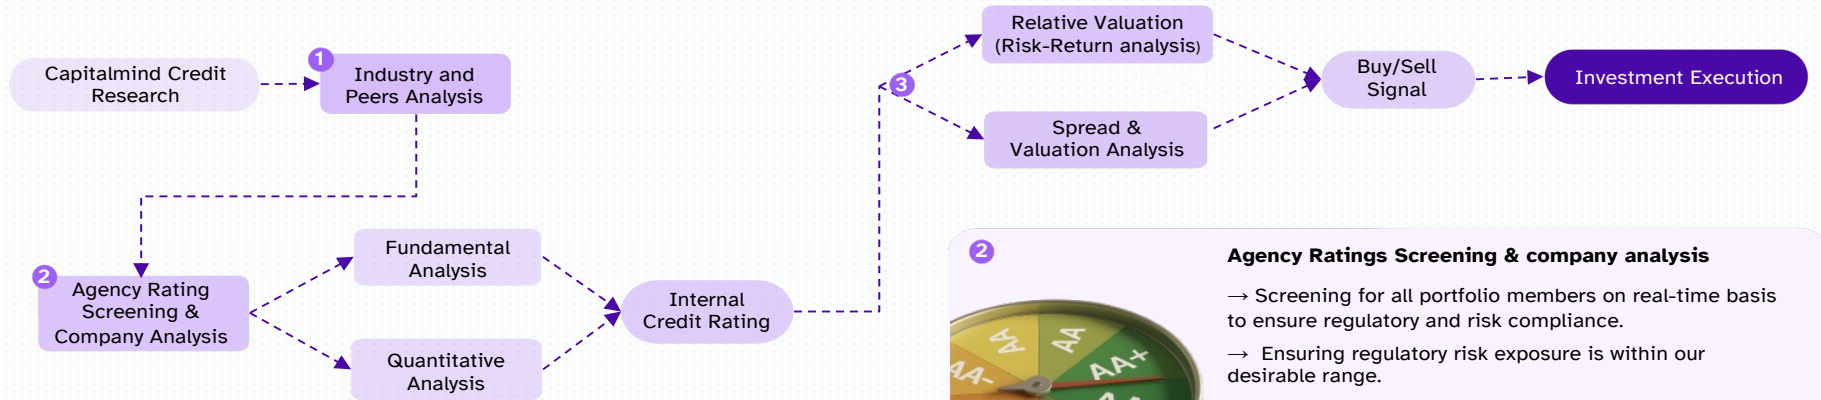 Capitalmind Credit
Research
1
Industry and
Peers Analysis
2
Agency Rating
Screening &
Company Analysis
Fundamental
Analysis
Quantitative
Analysis
Internal
Credit Rating
3
Relative Valuation
(Risk-Return analysis)
Spread &
Valuation Analysis
Buy/Sell
Signal
Investment Execution
2
Agency Ratings Screening & company analysis
→ Screening for all portfolio members on real-time basis
to ensure regulatory and risk compliance.
→ Ensuring regulatory risk exposure is within our
desirable range.
AA-
AA
AA
AA+